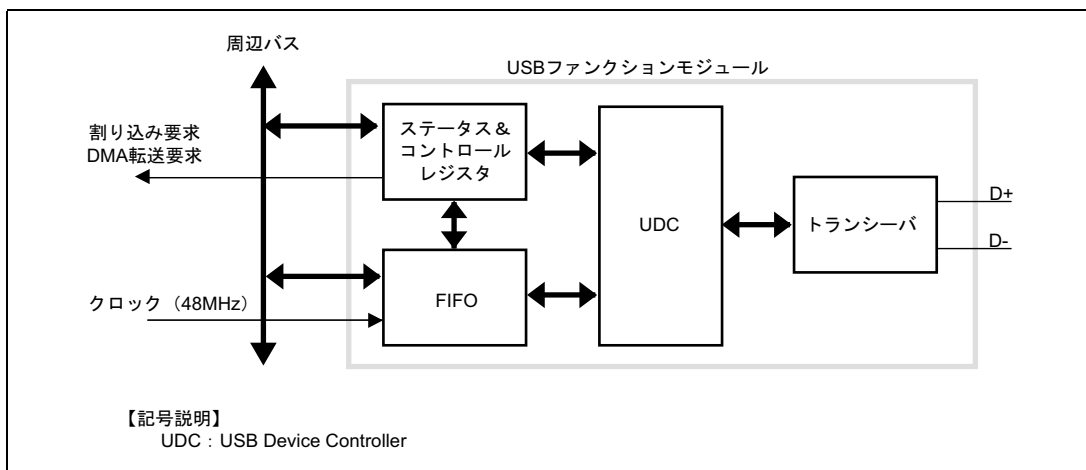 周辺バス
USBファンクションモジュール
割り込み要求
DMA転送要求
ステータス＆
コントロール
レジスタ
UDC
トランシーバ
D+
D-
FIFO
クロック（48MHz）
【記号説明】
UDC：USB Device Controller